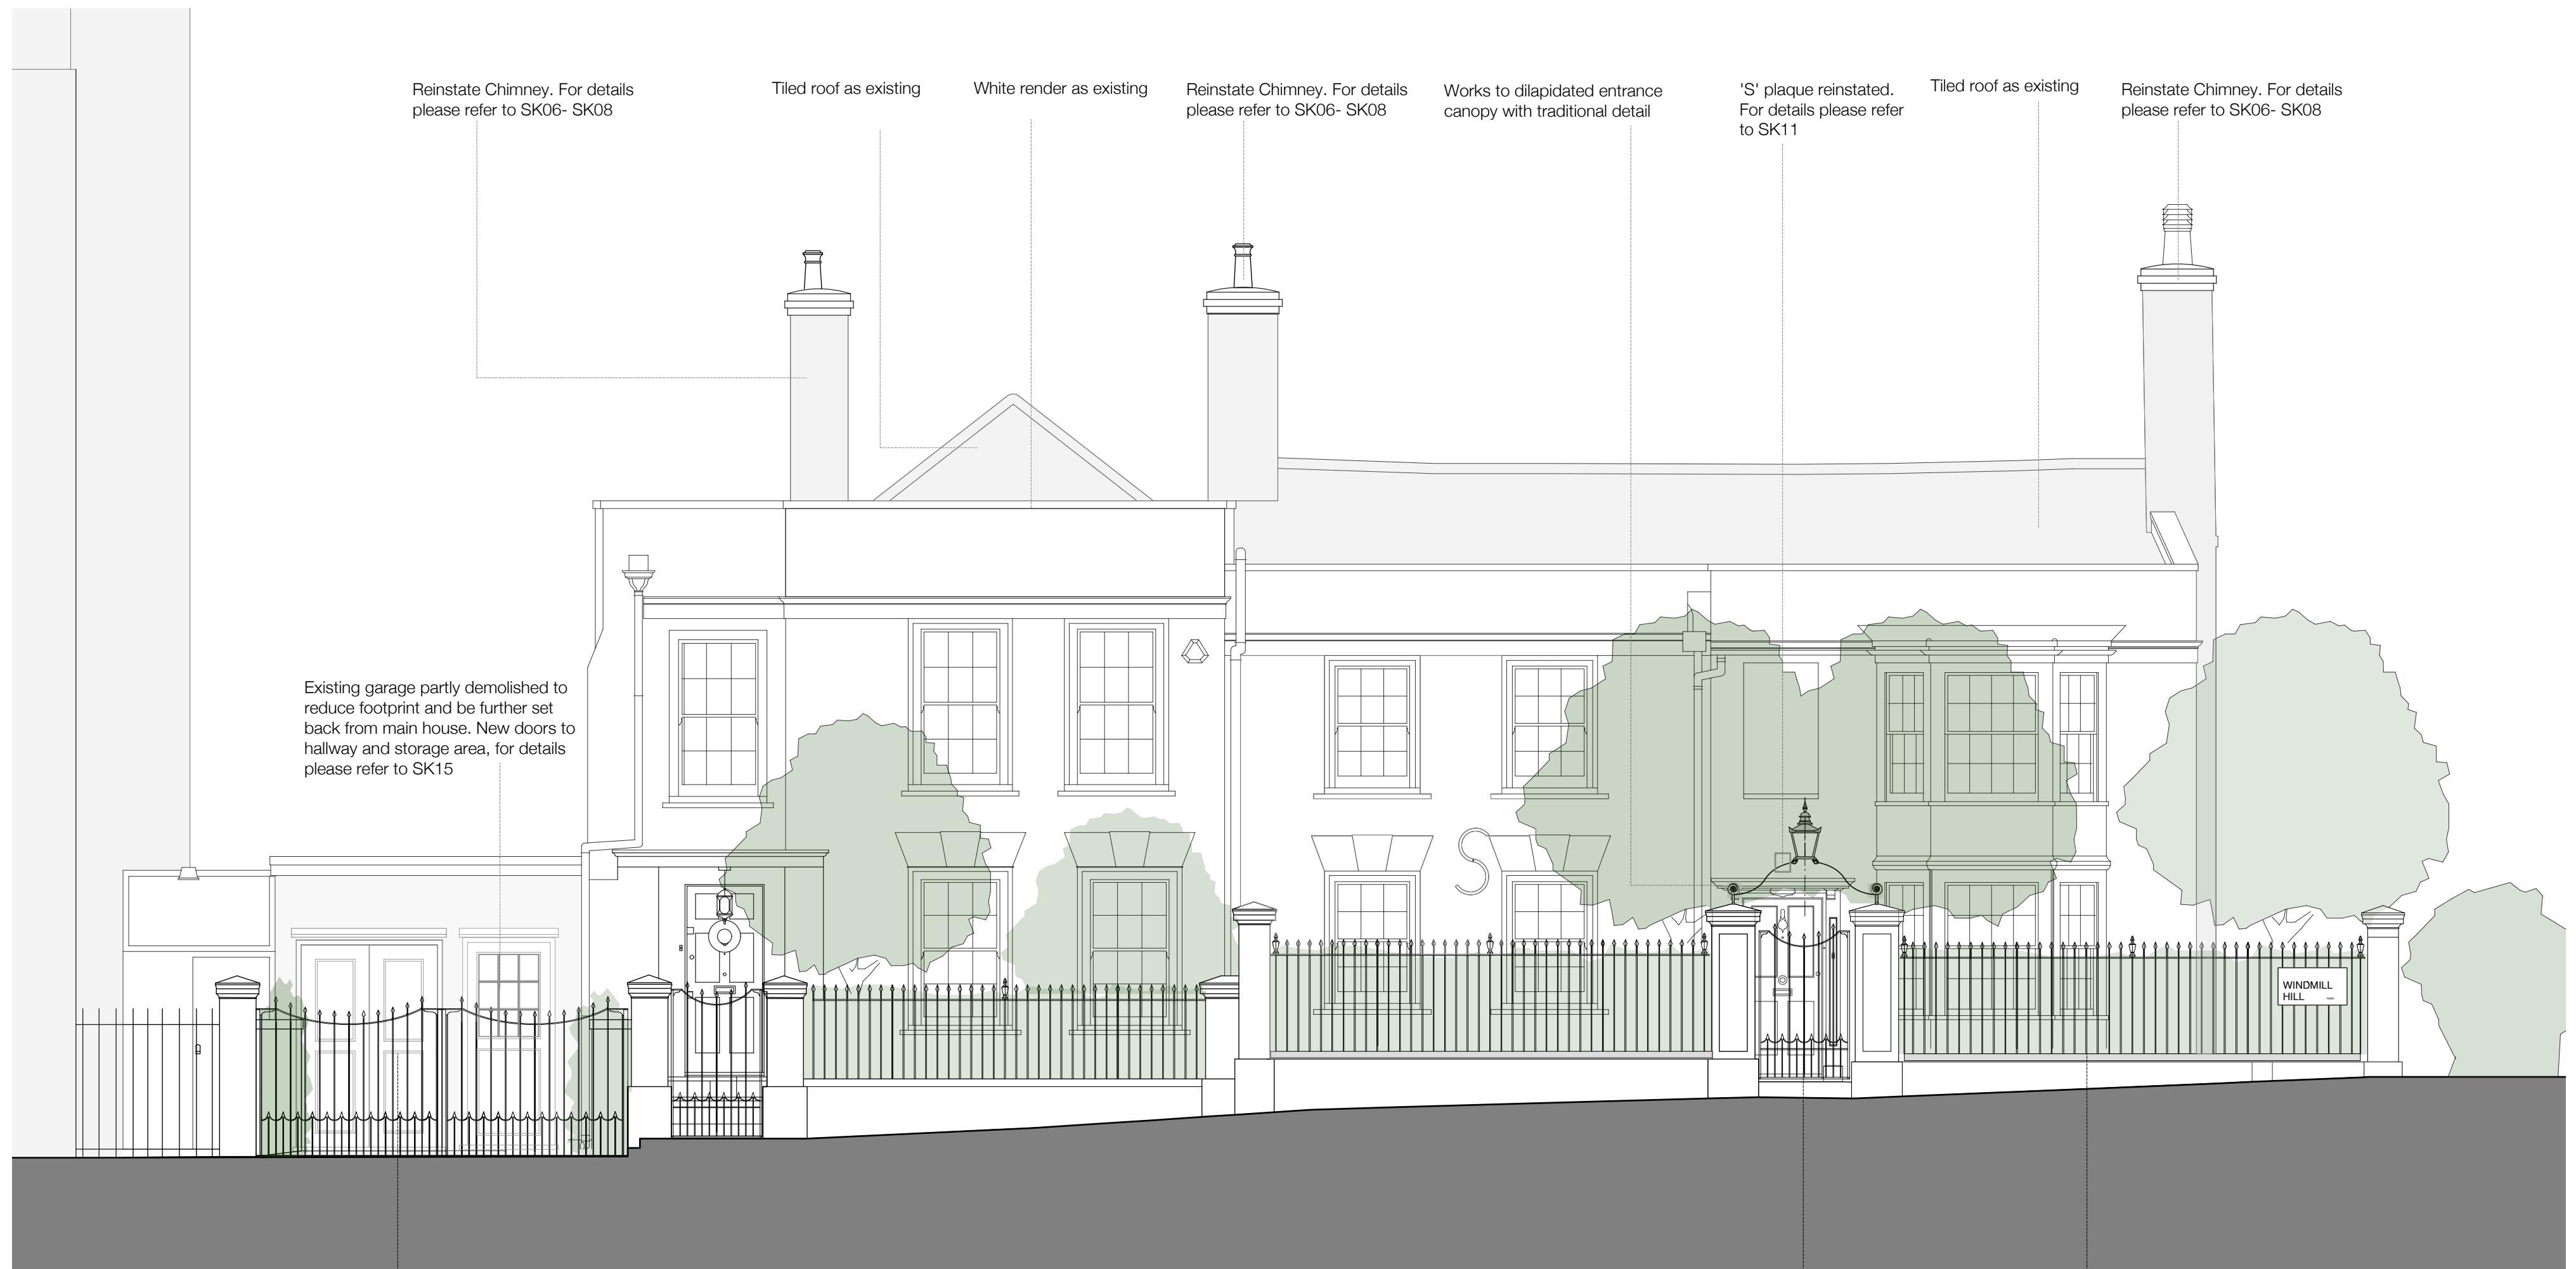 Reinstate Chimney. For details
please refer to SK06- SK08
Tiled roof as existing
White render as existing
Reinstate Chimney. For details
please refer to SK06- SK08
Works to dilapidated entrance
canopy with traditional detail
'S' plaque reinstated.
For details please refer
to SK11
Tiled roof as existing
Reinstate Chimney. For details
please refer to SK06- SK08
Existing garage partly demolished to
reduce footprint and be further set
back from main house. New doors to
hallway and storage area, for details
please refer to SK15
S
WINDMILL
HILL